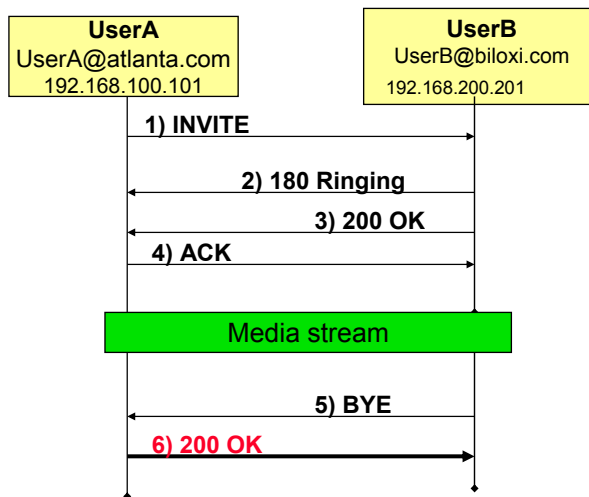 UserA
UserA@atlanta.com
192.168.100.101
UserB
UserB@biloxi.com
192.168.200.201
1) INVITE
2) 180 Ringing
3) 200 OK
4) ACK
Media stream
5) BYE
6) 200 OK